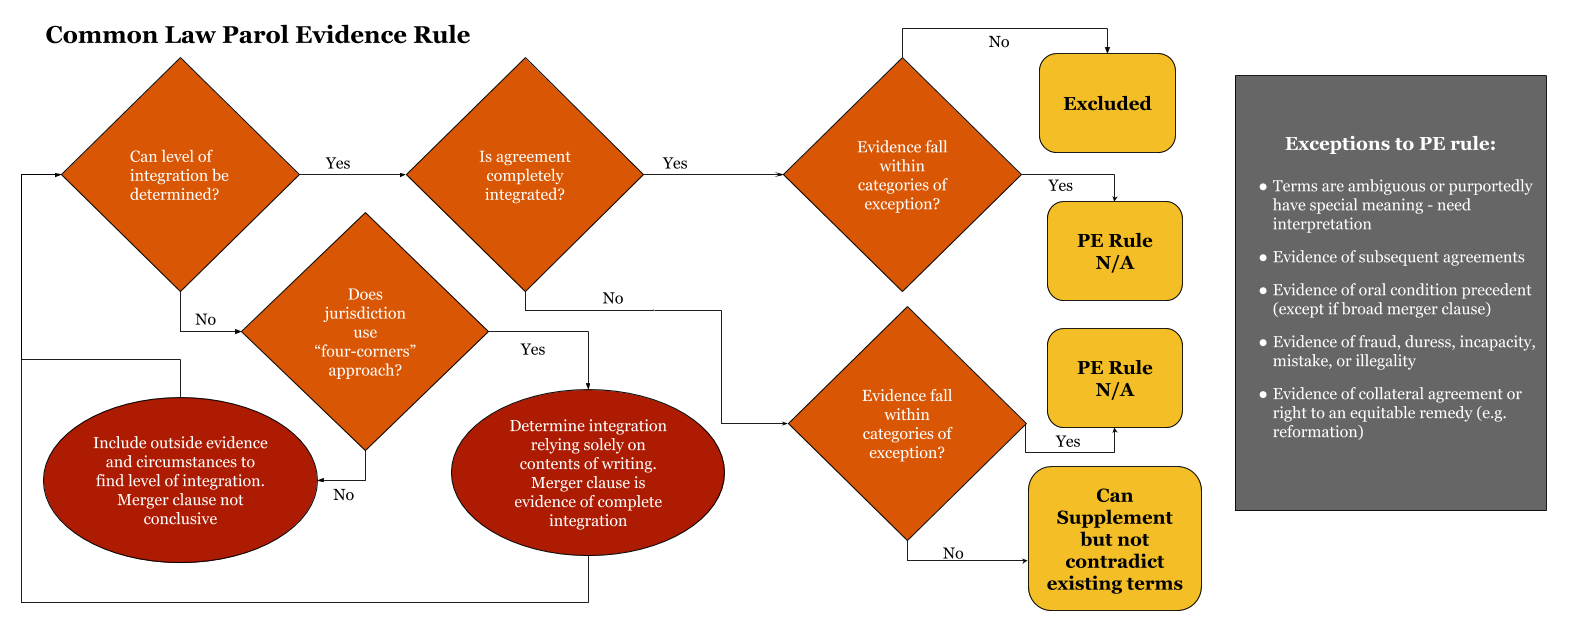 Common Law Parol Evidence Rule
Can level of
integration be
determined?
Yes
Is agreement
completely
integrated?
Yes
Evidence fall
within
categories of
exception?
No
Excluded
Yes
PE Rule
N/A
No
Does
jurisdiction
use
“four-corners”
approach?
Yes
No
Include outside evidence
and circumstances to
find level of integration.
Merger clause not
conclusive
Determine integration
relying solely on
contents of writing.
Merger clause is
evidence of complete
integration
No
Evidence fall
within
categories of
exception?
Yes
PE Rule
N/A
No
Can
Supplement
but not
contradict
existing terms
Exceptions to PE rule:
● Terms are ambiguous or purportedly
have special meaning - need
interpretation
● Evidence of subsequent agreements
● Evidence of oral condition precedent
(except if broad merger clause)
● Evidence of fraud, duress, incapacity,
mistake, or illegality
● Evidence of collateral agreement or
right to an equitable remedy (e.g.
reformation)